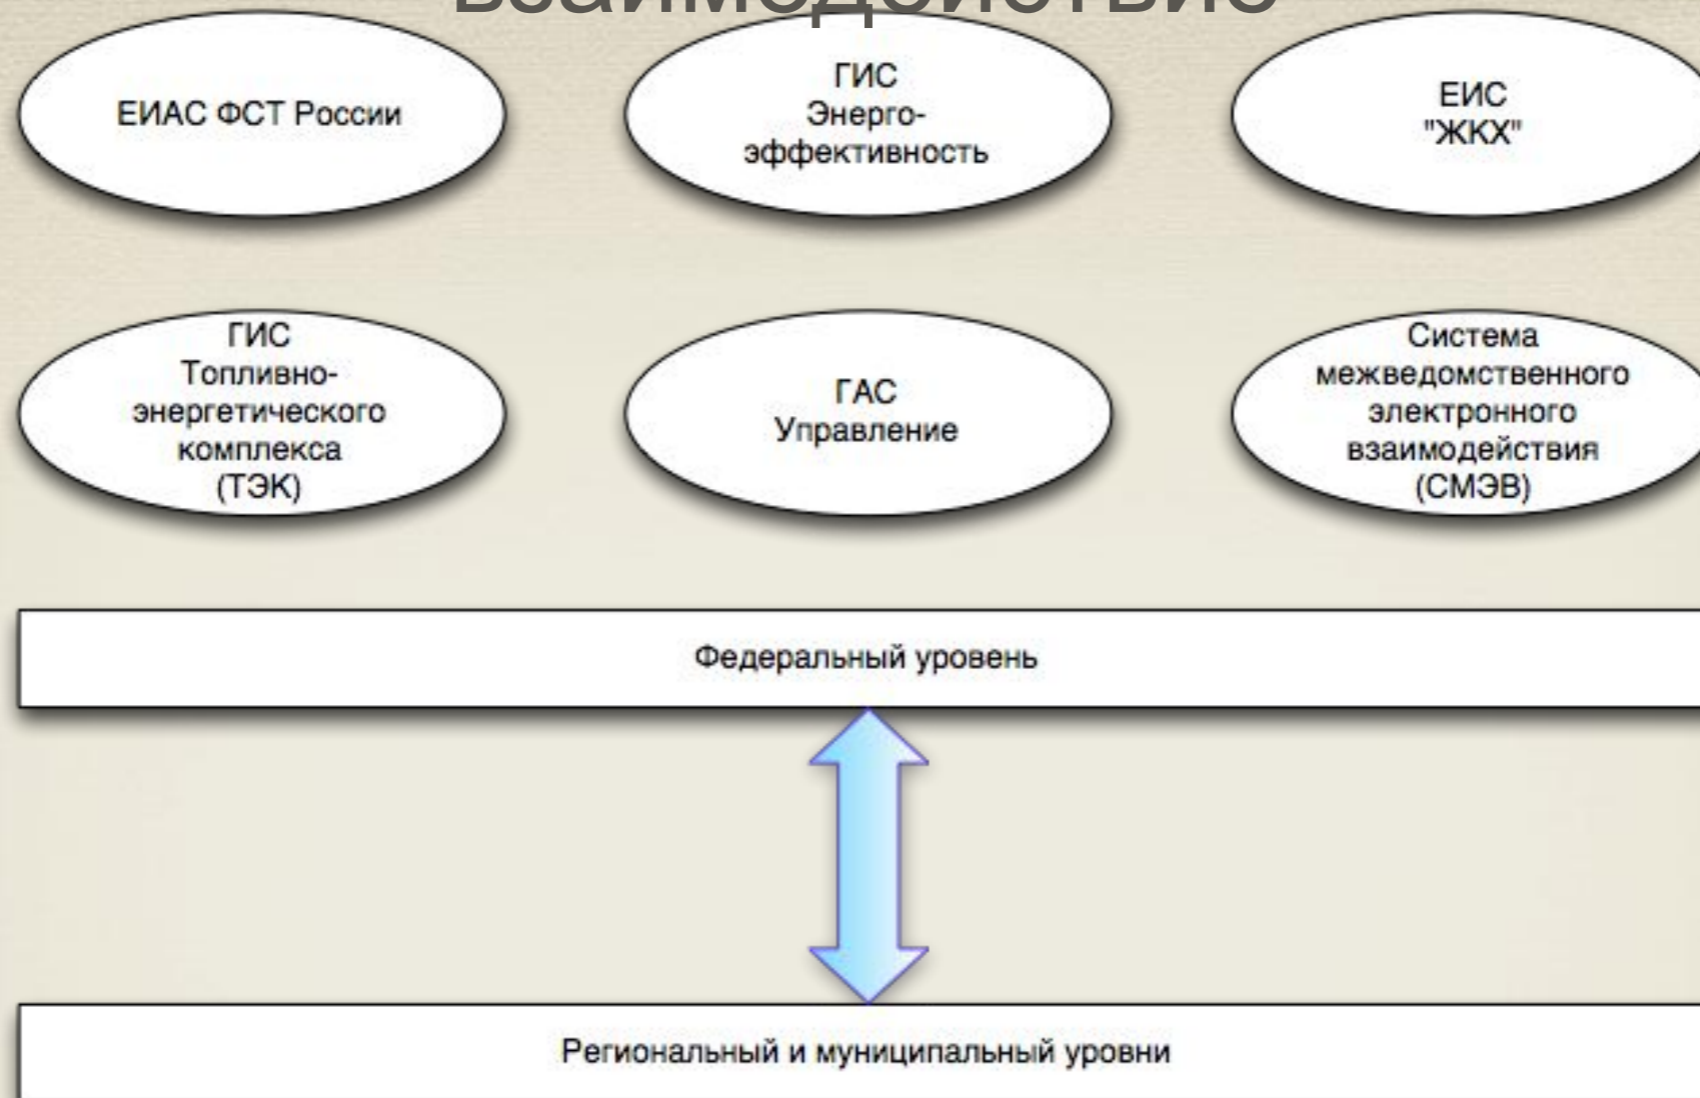 взаимодействие
ЕИАС ФСТ России
ГИС
Энерго-
эффективность
ЕИС
"ЖКХ"
ГИС
Топливно-
энергетического
комплекса
(ТЭК)
ГАС
Управление
Система
межведомственного
электронного
взаимодействия
(СМЭВ)
Федеральный уровень
Региональный и муниципальный уровни